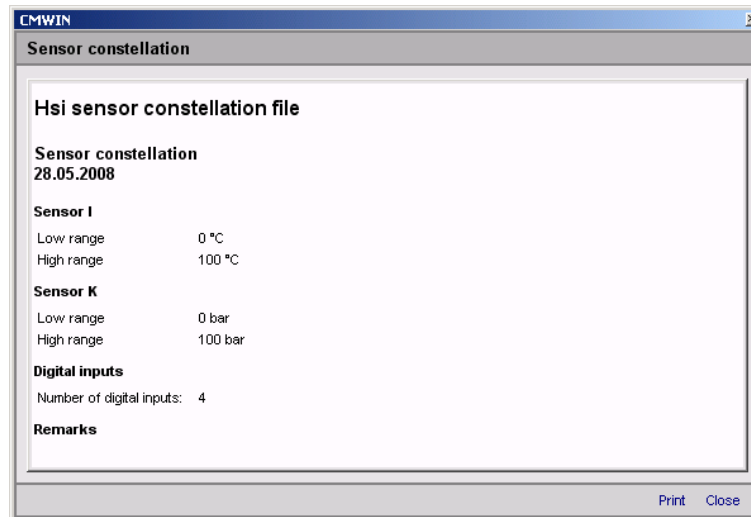 CMWIN
Sensor constellation
Hsi sensor constellation file
Sensor constellation
28.05.2008
Sensor I
Low range 0 °C
High range 100 °C
Sensor K
Low range 0 bar
High range 100 bar
Digital inputs
Number of digital inputs: 4
Remarks
Print Close